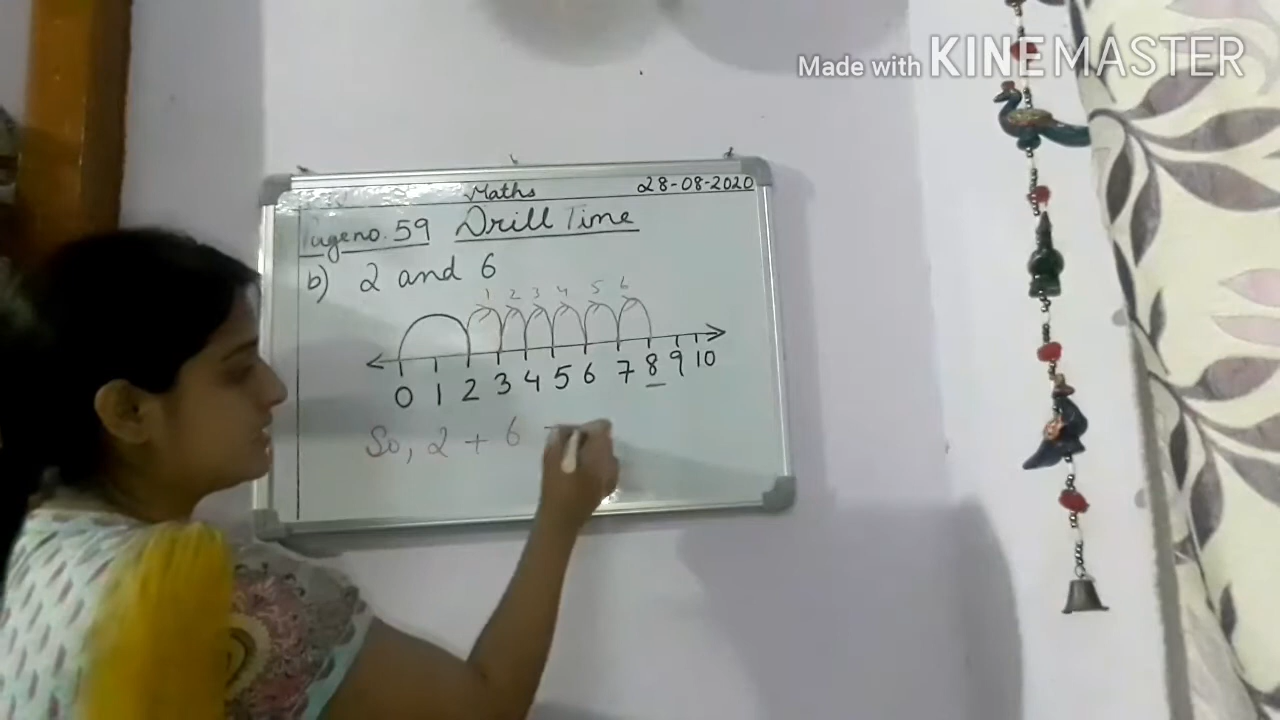 Made with KINEMASTER
Maths 28-08-2020
Page no. 59 Drill Time
b) 2 and 6
1 2 3 4 5 6
0 1 2 3 4 5 6 7 8 9 10
So, 2 + 6